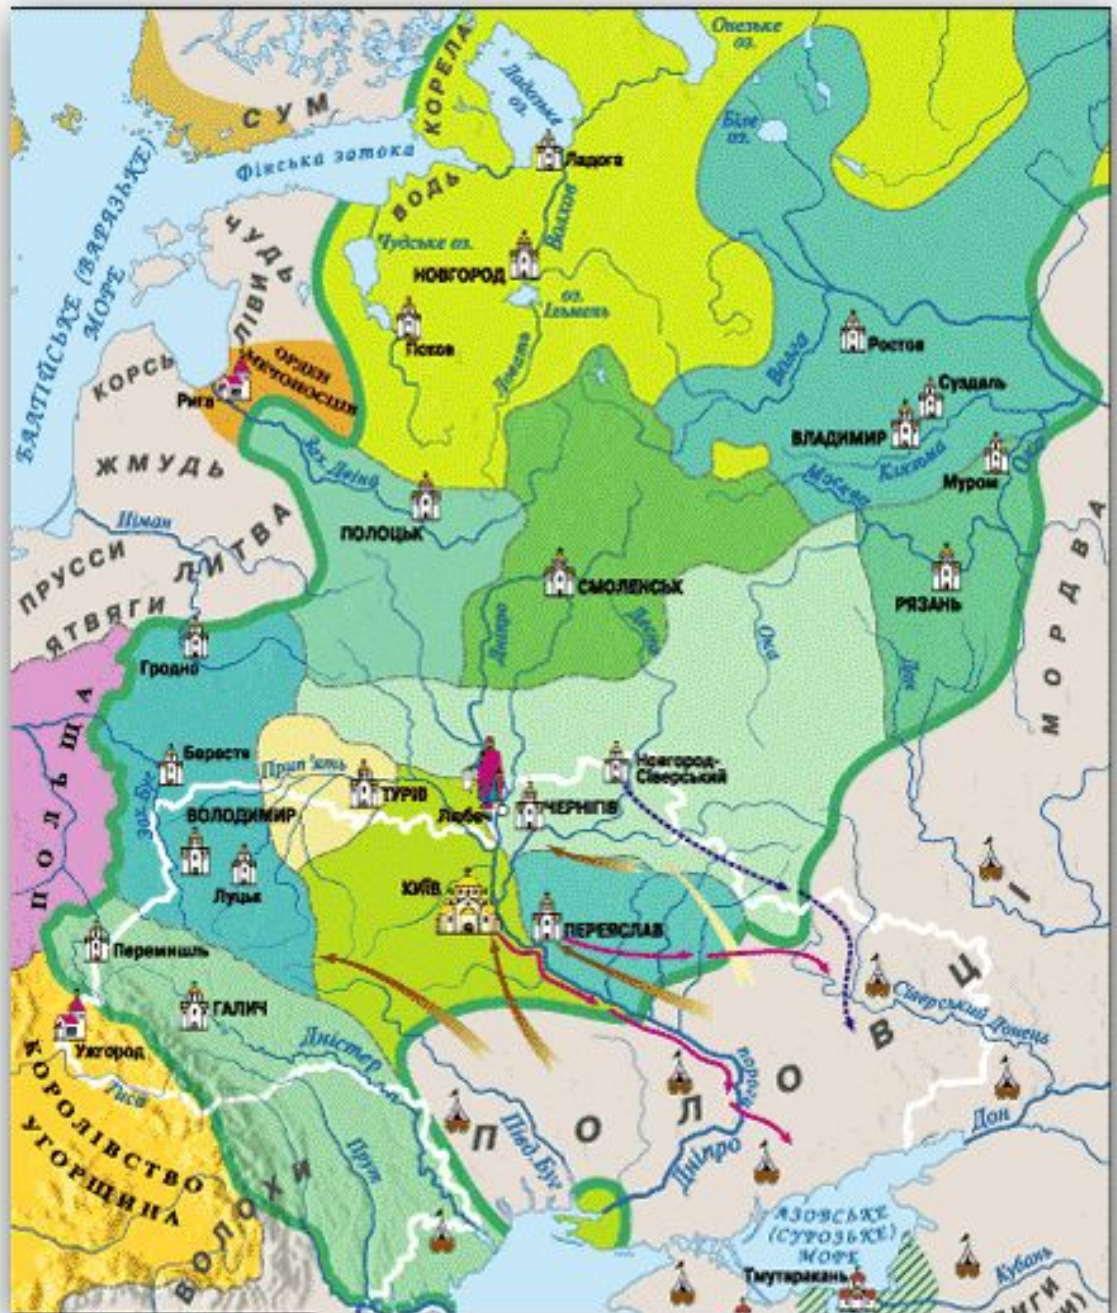 Онезьке
оз.
КОРЕЛА
Ладозьке
оз.
СУМ
Біле
оз.
Фінська затока
Ладога
ВОДЬ
Волхов
БАЛТІЙСЬКЕ (ВАРЯЗЬКЕ)
МОРЕ
ЧУДЬ
Чудське оз.
НОВГОРОД
оз.
Ільмень
ЛІВИ
Псков
Ловать
Волга
Ростов
ОРДЕН
МЕЧОНОСЦІВ
КОРСЬ
Рига
Суздаль
ВЛАДИМИР
Клязьма
Ока
Муром
Москва
ЖМУДЬ
Зах. Двіна
ПОЛОЦЬК
Німан
ЛИТВА
ПРУССИ
ЯТВЯГИ
СМОЛЕНСЬК
РЯЗАНЬ
МОРДВА
Дніпро
Десна
Ока
Дон
Гродно
ПОЛЬЩА
Берестя
Зах. Буг
Прип'ять
ТУРІВ
Новгород-
Сіверський
Любеч
ЧЕРНІГІВ
ВОЛОДИМИР
Луцьк
КИЇВ
ПЕРЕЯСЛАВ
Перемишль
ГАЛИЧ
Ужгород
Тиса
Дністер
КОРОЛІВСТВО
УГОРЩИНА
ВОЛОХИ
Прут
Півд. Буг
ПОЛОВЦІ
Сіверський Донець
пороги
Дніпро
Дон
АЗОВСЬКЕ
(СУРОЗЬКЕ)
МОРЕ
Тмутаракань
Кубань